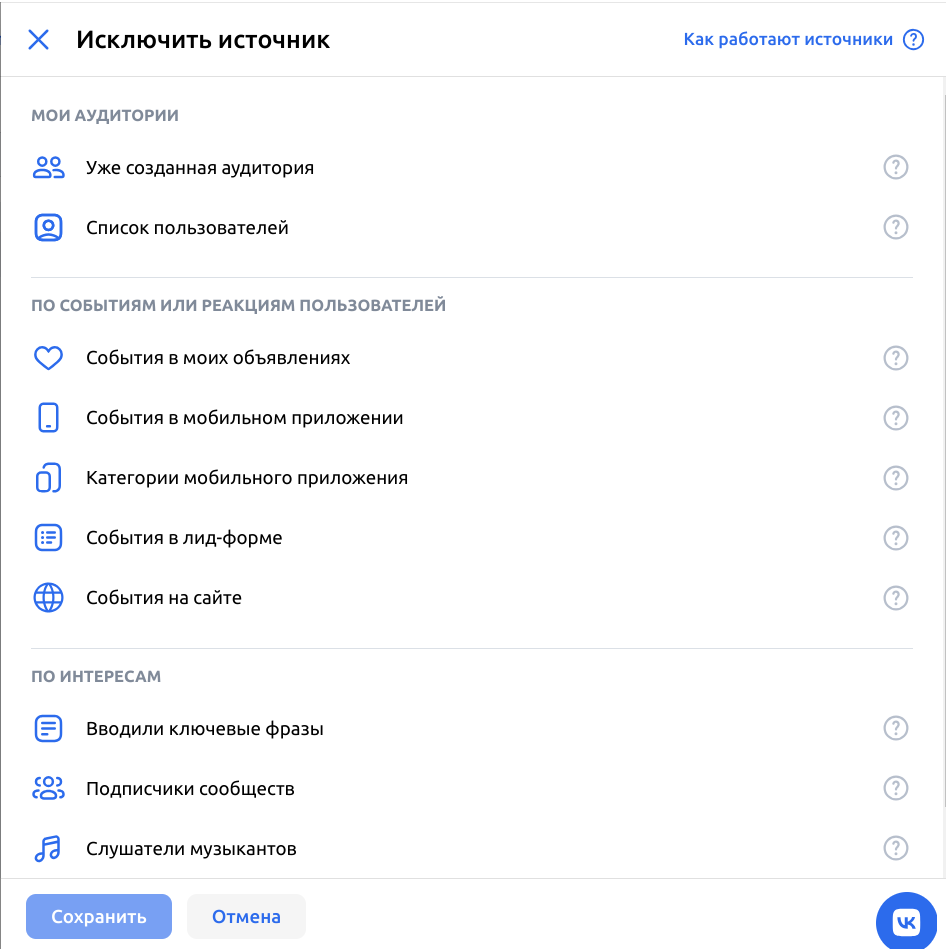 Исключить источник
Как работают источники ?
МОИ АУДИТОРИИ
Уже созданная аудитория ?
Список пользователей ?
ПО СОБЫТИЯМ ИЛИ РЕАКЦИЯМ ПОЛЬЗОВАТЕЛЕЙ
События в моих объявлениях ?
События в мобильном приложении ?
Категории мобильного приложения ?
События в лид-форме ?
События на сайте ?
ПО ИНТЕРЕСАМ
Вводили ключевые фразы ?
Подписчики сообществ ?
Слушатели музыкантов ?
Сохранить
Отмена
VK